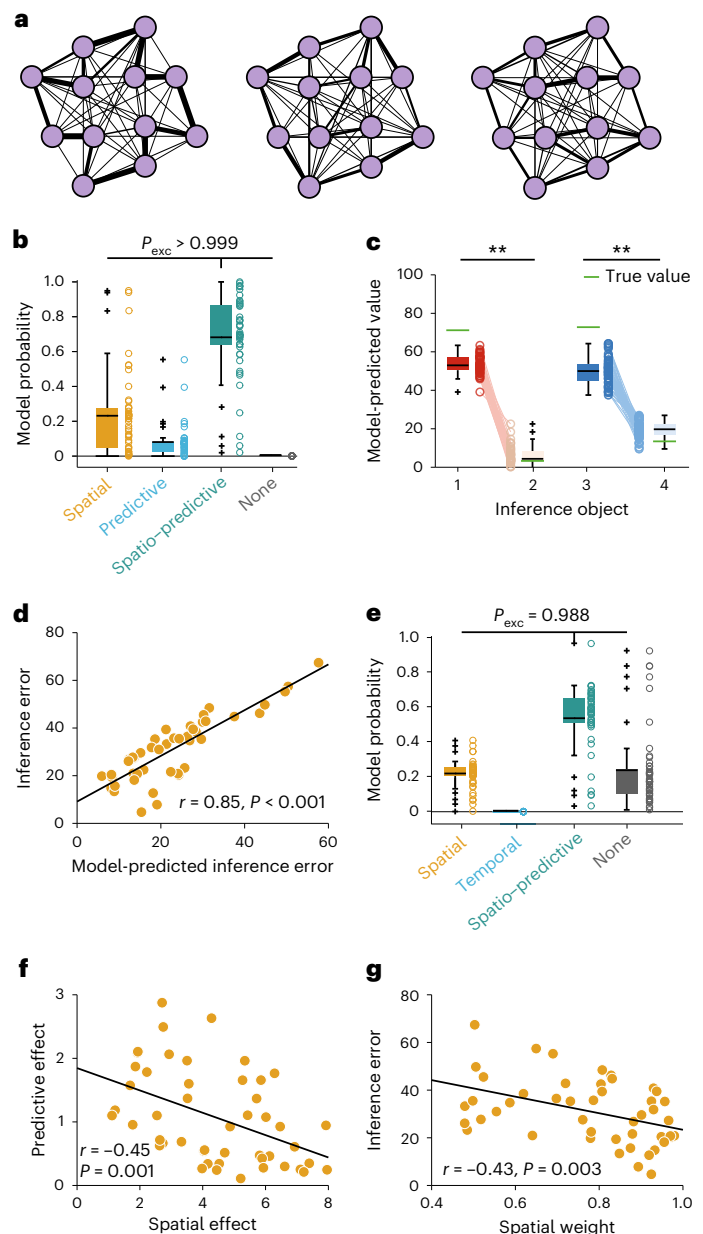 a
b
P exc > 0.999
Model probability
1.0
0.8
0.6
0.4
0.2
0
Spatial
Predictive
Spatio–predictive
None
c
** **
True value
Model-predicted value
100
80
60
40
20
0
1 2 3 4
Inference object
d
Inference error
80
60
40
20
0
r = 0.85, P < 0.001
0 20 40 60
Model-predicted inference error
e
P exc = 0.988
Model probability
1.0
0.8
0.6
0.4
0.2
0
Spatial
Temporal
Spatio–predictive
None
f
Predictive effect
3
2
1
0
r = –0.45
P = 0.001
0 2 4 6 8
Spatial effect
g
Inference error
80
60
40
20
0
r = –0.43, P = 0.003
0.4 0.6 0.8 1.0
Spatial weight